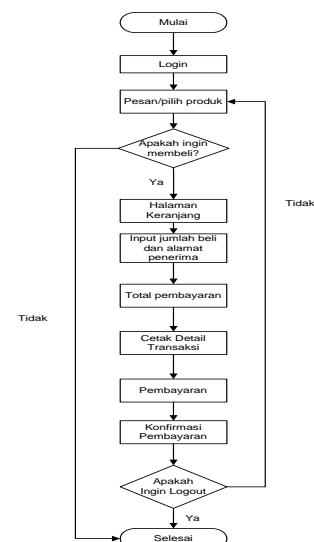 Mulai
Login
Pesan/pilih produk
Apakah ingin
membeli?
Ya
Tidak
Halaman
Keranjang
Input jumlah beli
dan alamat
penerima
Total pembayaran
Tidak
Cetak Detail
Transaksi
Pembayaran
Konfirmasi
Pembayaran
Apakah
Ingin Logout
Ya
Selesai